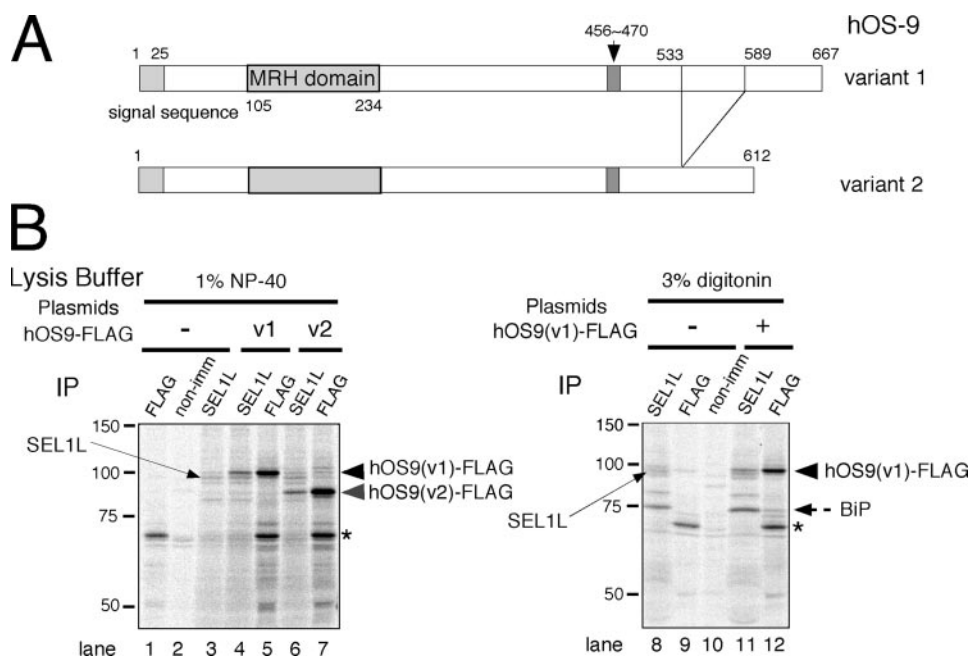 A
hOS-9
1 25 456~470 533 589 667
MRH domain
variant 1
signal sequence 105 234
1 612
variant 2
B
Lysis Buffer
1% NP-40
Plasmids
hOS9-FLAG - v1 v2
IP
FLAG non-imm SEL1L SEL1L FLAG SEL1L FLAG
150
100
75
50
SEL1L
hOS9(v1)-FLAG
hOS9(v2)-FLAG
*
lane 1 2 3 4 5 6 7
3% digitonin
Plasmids
hOS9(v1)-FLAG - +
IP
SEL1L FLAG non-imm SEL1L FLAG
150
100
75
50
SEL1L
hOS9(v1)-FLAG
BiP
*
lane 8 9 10 11 12